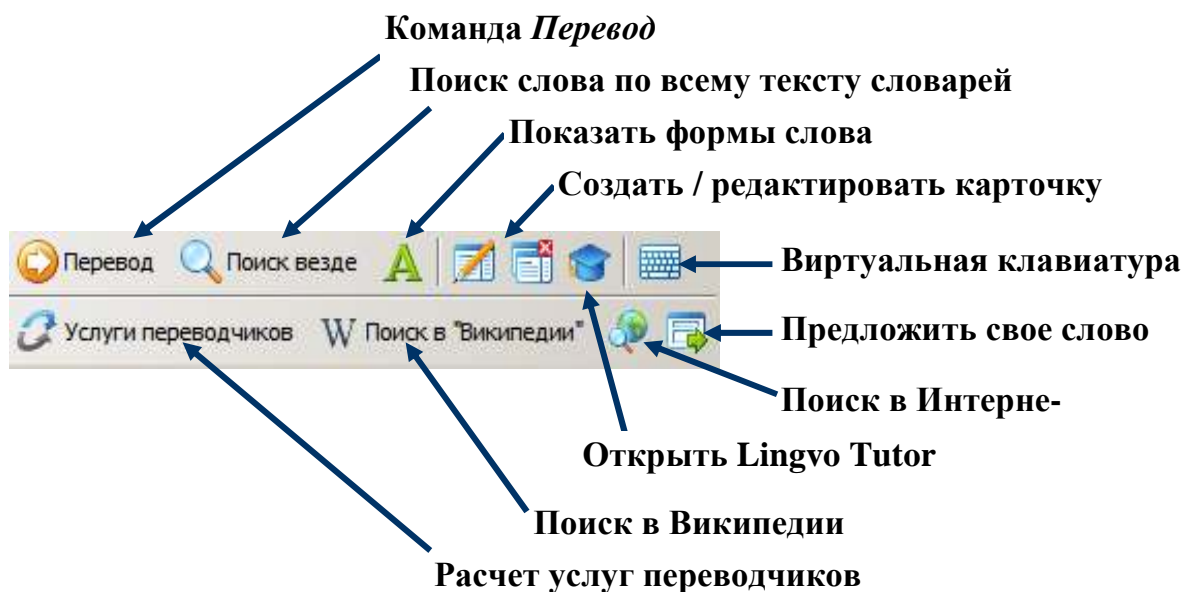 Команда Перевод
Поиск слова по всему тексту словарей
Показать формы слова
Создать / редактировать карточку
Перевод Поиск везде A
Виртуальная клавиатура
Услуги переводчиков W Поиск в "Википедии"
Предложить свое слово
Поиск в Интерне-
Открыть Lingvo Tutor
Поиск в Википедии
Расчет услуг переводчиков